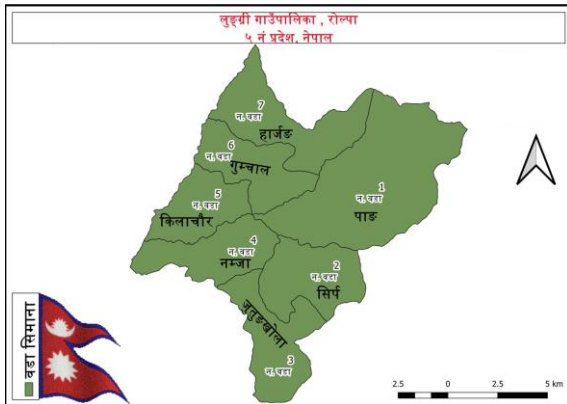 लुङ्ग्री गाउँपालिका , रोल्पा
५ नं प्रदेश, नेपाल
7
नं. वडा
हार्जङ
6
नं. वडा
गुम्चाल
1
नं. वडा
पाङ
5
नं. वडा
किलाचौर
4
नं. वडा
नम्जा
2
नं. वडा
सिर्प
जुतुङखोला
3
नं. वडा
वडा सिमाना
2.5 0 2.5 5 km